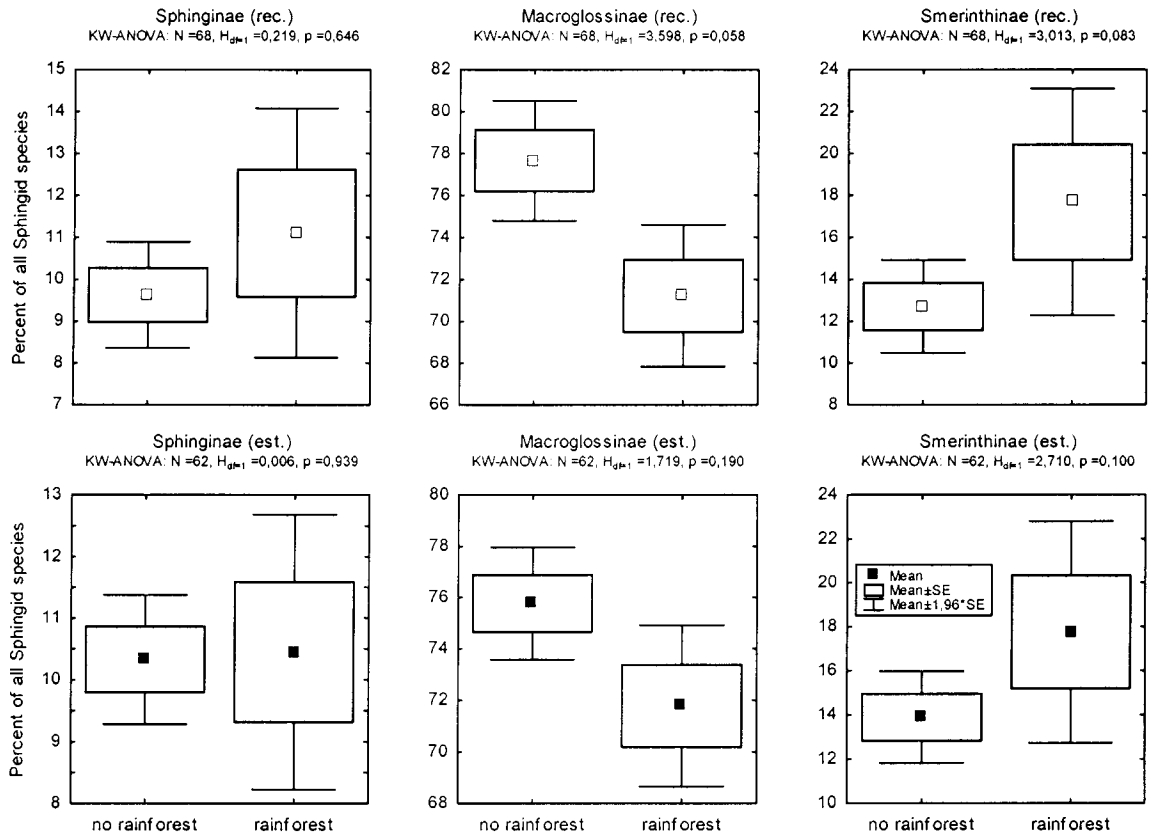 Sphinginae (rec.)
KW-ANOVA: N =68, H df=1 =0,219, p =0,646
Macroglossinae (rec.)
KW-ANOVA: N =68, H df=1 =3,598, p =0,058
Smerinthinae (rec.)
KW-ANOVA: N =68, H df=1 =3,013, p =0,083
Percent of all Sphingid species
15
14
13
12
11
10
9
8
7
82
80
78
76
74
72
70
68
66
24
22
20
18
16
14
12
10
8
Sphinginae (est.)
KW-ANOVA: N =62, H df=1 =0,006, p =0,939
Macroglossinae (est.)
KW-ANOVA: N =62, H df=1 =1,719, p =0,190
Smerinthinae (est.)
KW-ANOVA: N =62, H df=1 =2,710, p =0,100
Percent of all Sphingid species
13
12
11
10
9
8
80
78
76
74
72
70
68
24
22
20
18
16
14
12
10
Mean
Mean±SE
Mean±1,96*SE
no rainforest
rainforest
no rainforest
rainforest
no rainforest
rainforest